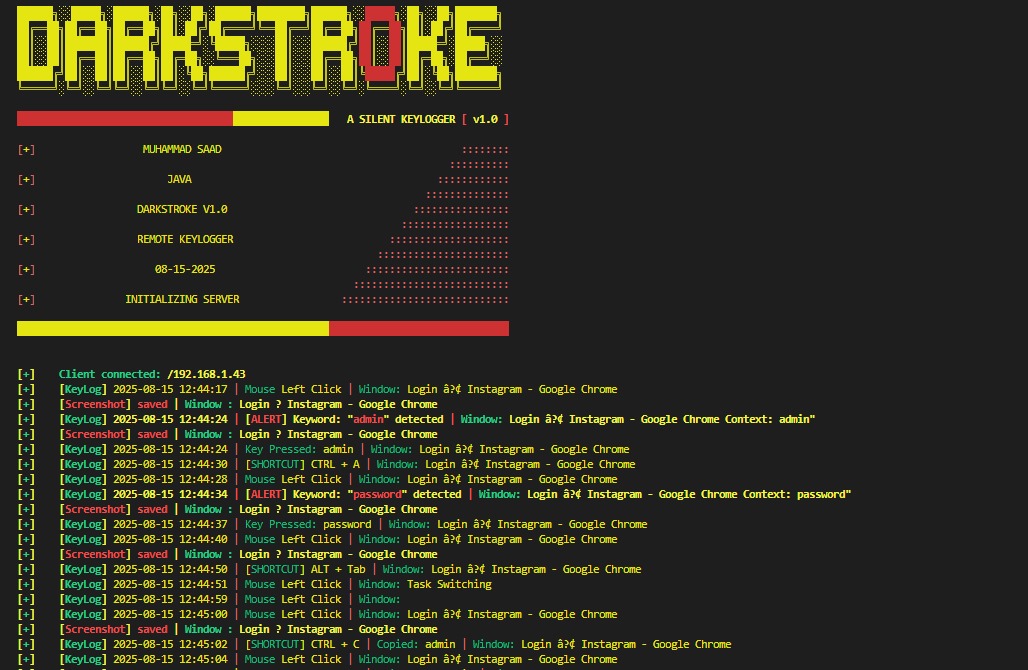 DARKSTROKE
A SILENT KEYLOGGER [ v1.0 ]
[+] MUHAMMAD SAAD
[+] JAVA
[+] DARKSTROKE V1.0
[+] REMOTE KEYLOGGER
[+] 08-15-2025
[+] INITIALIZING SERVER
[+] Client connected: /192.168.1.43
[+] [KeyLog] 2025-08-15 12:44:17 | Mouse Left Click | Window: Login â?¢ Instagram - Google Chrome
[+] [Screenshot] saved | Window : Login ? Instagram - Google Chrome
[+] [KeyLog] 2025-08-15 12:44:24 | [ALERT] Keyword: "admin" detected | Window: Login â?¢ Instagram - Google Chrome Context: admin"
[+] [Screenshot] saved | Window : Login ? Instagram - Google Chrome
[+] [KeyLog] 2025-08-15 12:44:24 | Key Pressed: admin | Window: Login â?¢ Instagram - Google Chrome
[+] [KeyLog] 2025-08-15 12:44:30 | [SHORTCUT] CTRL + A | Window: Login â?¢ Instagram - Google Chrome
[+] [KeyLog] 2025-08-15 12:44:28 | Mouse Left Click | Window: Login â?¢ Instagram - Google Chrome
[+] [KeyLog] 2025-08-15 12:44:34 | [ALERT] Keyword: "password" detected | Window: Login â?¢ Instagram - Google Chrome Context: password"
[+] [Screenshot] saved | Window : Login ? Instagram - Google Chrome
[+] [KeyLog] 2025-08-15 12:44:37 | Key Pressed: password | Window: Login â?¢ Instagram - Google Chrome
[+] [KeyLog] 2025-08-15 12:44:40 | Mouse Left Click | Window: Login â?¢ Instagram - Google Chrome
[+] [Screenshot] saved | Window : Login ? Instagram - Google Chrome
[+] [KeyLog] 2025-08-15 12:44:50 | [SHORTCUT] ALT + Tab | Window: Login â?¢ Instagram - Google Chrome
[+] [KeyLog] 2025-08-15 12:44:51 | Mouse Left Click | Window: Task Switching
[+] [KeyLog] 2025-08-15 12:44:59 | Mouse Left Click | Window:
[+] [KeyLog] 2025-08-15 12:45:00 | Mouse Left Click | Window: Login â?¢ Instagram - Google Chrome
[+] [Screenshot] saved | Window : Login ? Instagram - Google Chrome
[+] [KeyLog] 2025-08-15 12:45:02 | [SHORTCUT] CTRL + C | Copied: admin | Window: Login â?¢ Instagram - Google Chrome
[+] [KeyLog] 2025-08-15 12:45:04 | Mouse Left Click | Window: Login â?¢ Instagram - Google Chrome